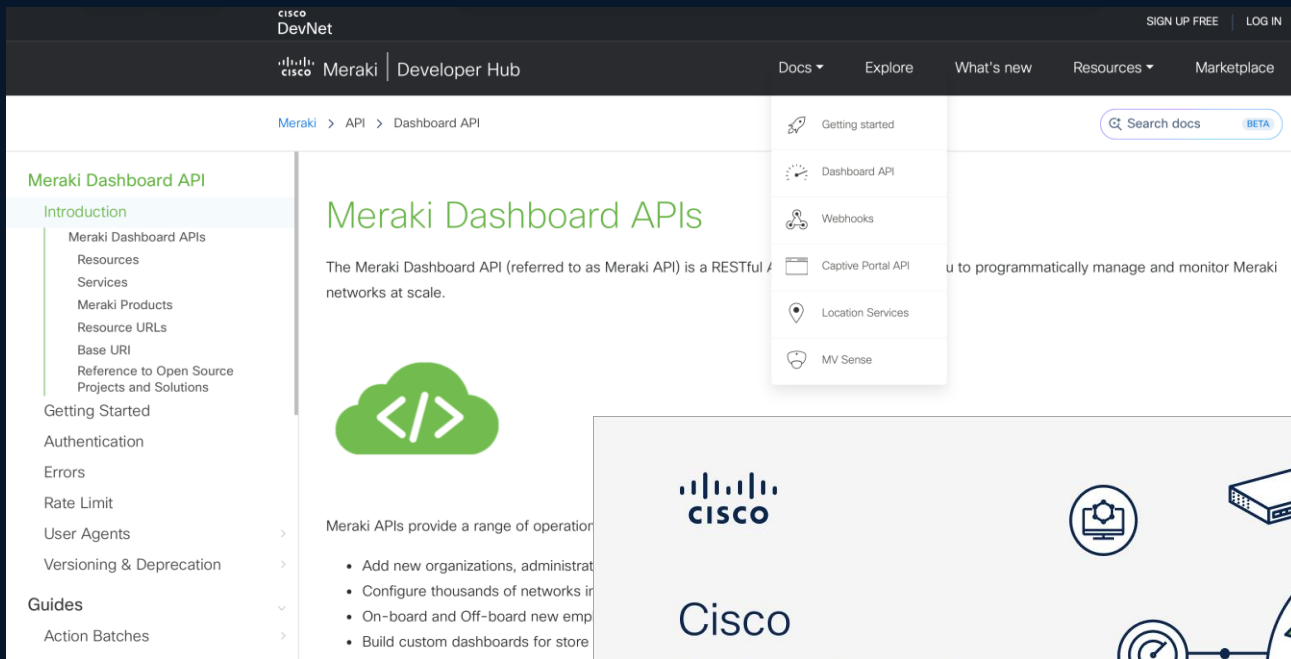 CISCO
DevNet
SIGN UP FREE
LOG IN
CISCO Meraki Developer Hub
Docs
Explore
What's new
Resources
Marketplace
Meraki > API > Dashboard API
Search docs
BETA
Getting started
Dashboard API
Webhooks
Captive Portal API
Location Services
MV Sense
Meraki Dashboard API
Introduction
Meraki Dashboard APIs
Resources
Services
Meraki Products
Resource URLs
Base URI
Reference to Open Source
Projects and Solutions
Getting Started
Authentication
Errors
Rate Limit
User Agents
Versioning & Deprecation
Guides
Action Batches
Meraki Dashboard APIs
The Meraki Dashboard API (referred to as Meraki API) is a RESTful u to programmatically manage and monitor Meraki
networks at scale.
</>
Meraki APIs provide a range of
• Add new organizations,
• Configure thousands of networks
• On-board and Off-board new
• Build custom dashboards for store
CISCO
Cisco